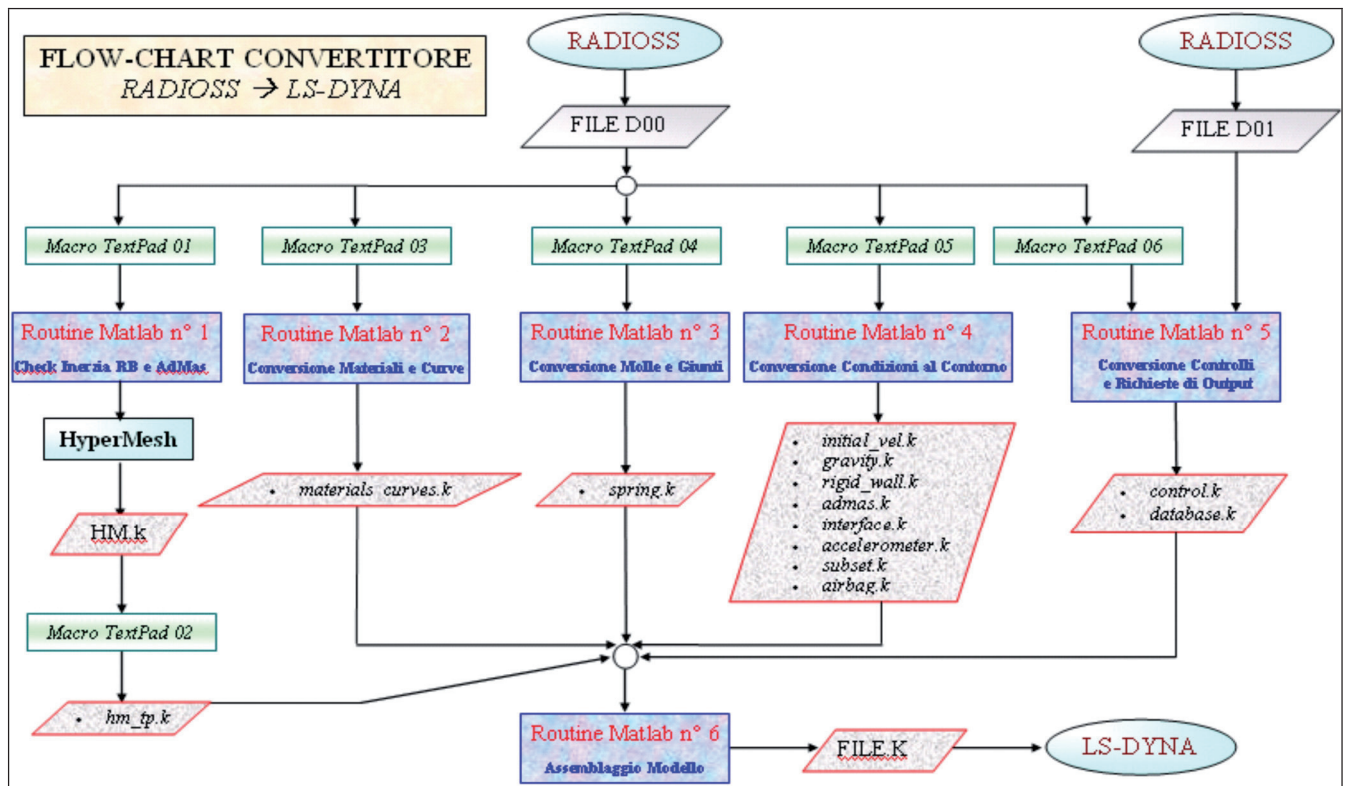 FLOW-CHART CONVERTITORE
RADIOSS → LS-DYNA
RADIOSS
RADIOSS
FILE D00
FILE D01
Macro TextPad 01
Macro TextPad 03
Macro TextPad 04
Macro TextPad 05
Macro TextPad 06
Routine Matlab n° 1
Check Inerzia RB e AdMas
Routine Matlab n° 2
Conversione Materiali e Curve
Routine Matlab n° 3
Conversione Molle e Giunti
Routine Matlab n° 4
Conversione Condizioni al Contorno
Routine Matlab n° 5
Conversione Controlli
e Richieste di Output
HyperMesh
• materials_curves.k
• spring.k
• initial_vel.k
• gravity.k
• rigid_wall.k
• admas.k
• interface.k
• accelerometer.k
• subset.k
• airbag.k
• control.k
• database.k
HM.k
Macro TextPad 02
• hm_tp.k
Routine Matlab n° 6
Assemblaggio Modello
FILE.K
LS-DYNA